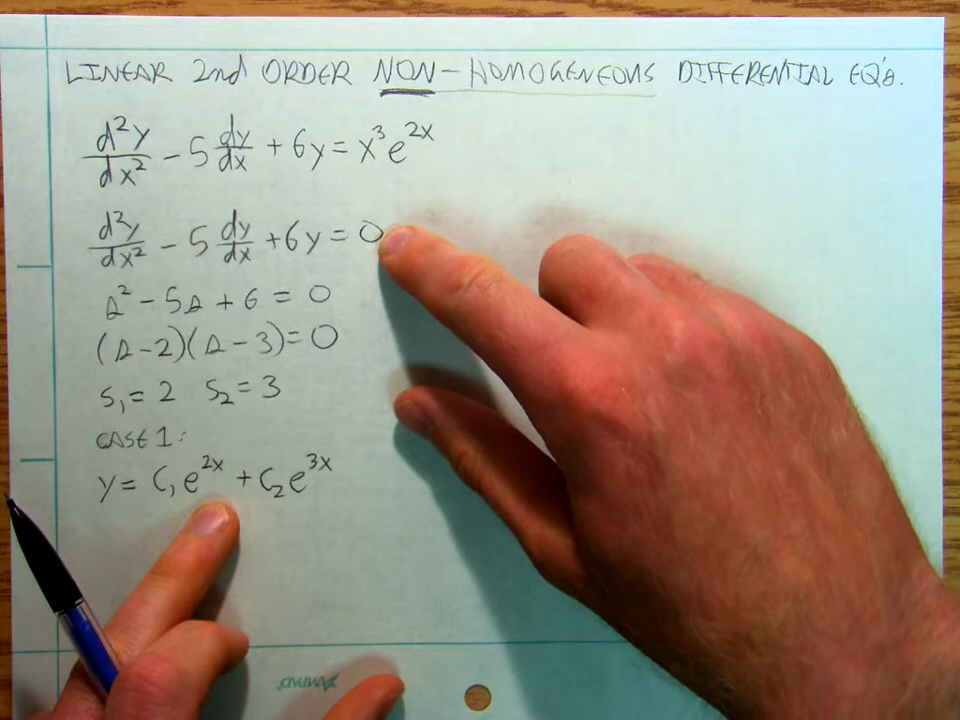 LINEAR 2nd ORDER NON-HOMOGENEOUS DIFFERENTIAL EQ's.
d²y/dx² - 5 dy/dx + 6y = x³e^2x
d²y/dx² - 5 dy/dx + 6y = 0
s² - 5s + 6 = 0
(s - 2)(s - 3) = 0
s₁ = 2 s₂ = 3
CASE 1:
y = C₁e^2x + C₂e^3x
AMPAD